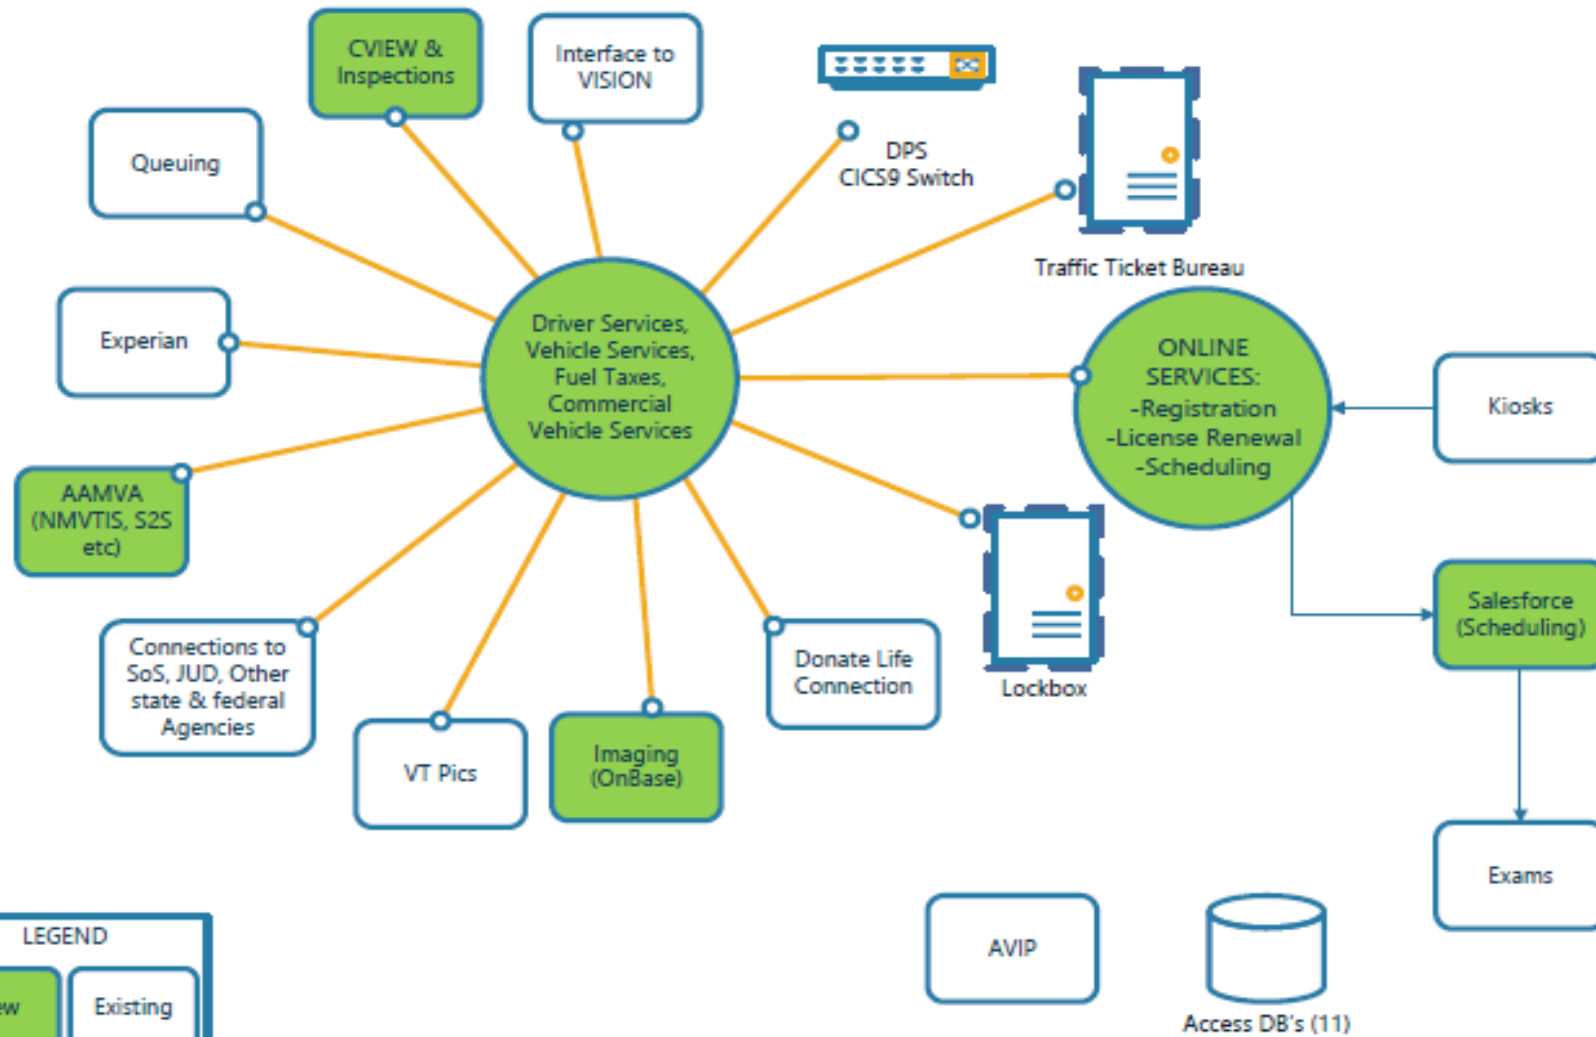 CVIEW &
Inspections
Interface to
VISION
Queuing
DPS
CICS9 Switch
Traffic Ticket Bureau
Experian
Driver Services,
Vehicle Services,
Fuel Taxes,
Commercial
Vehicle Services
ONLINE
SERVICES:
-Registration
-License Renewal
-Scheduling
Kiosks
AAMVA
(NMVTIS, S2S
etc)
Salesforce
(Scheduling)
Connections to
SoS, JUD, Other
state & federal
Agencies
Donate Life
Connection
Lockbox
VT Pics
Imaging
(OnBase)
Exams
LEGEND
Existing
AVIP
Access DB's (11)